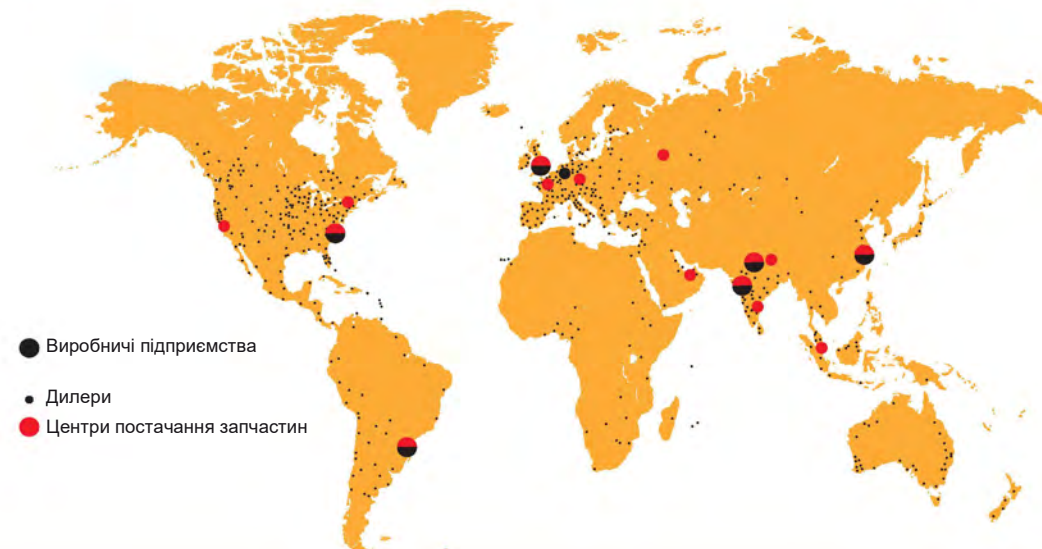 Виробничі підприємства
Дилери
Центри постачання запчастин